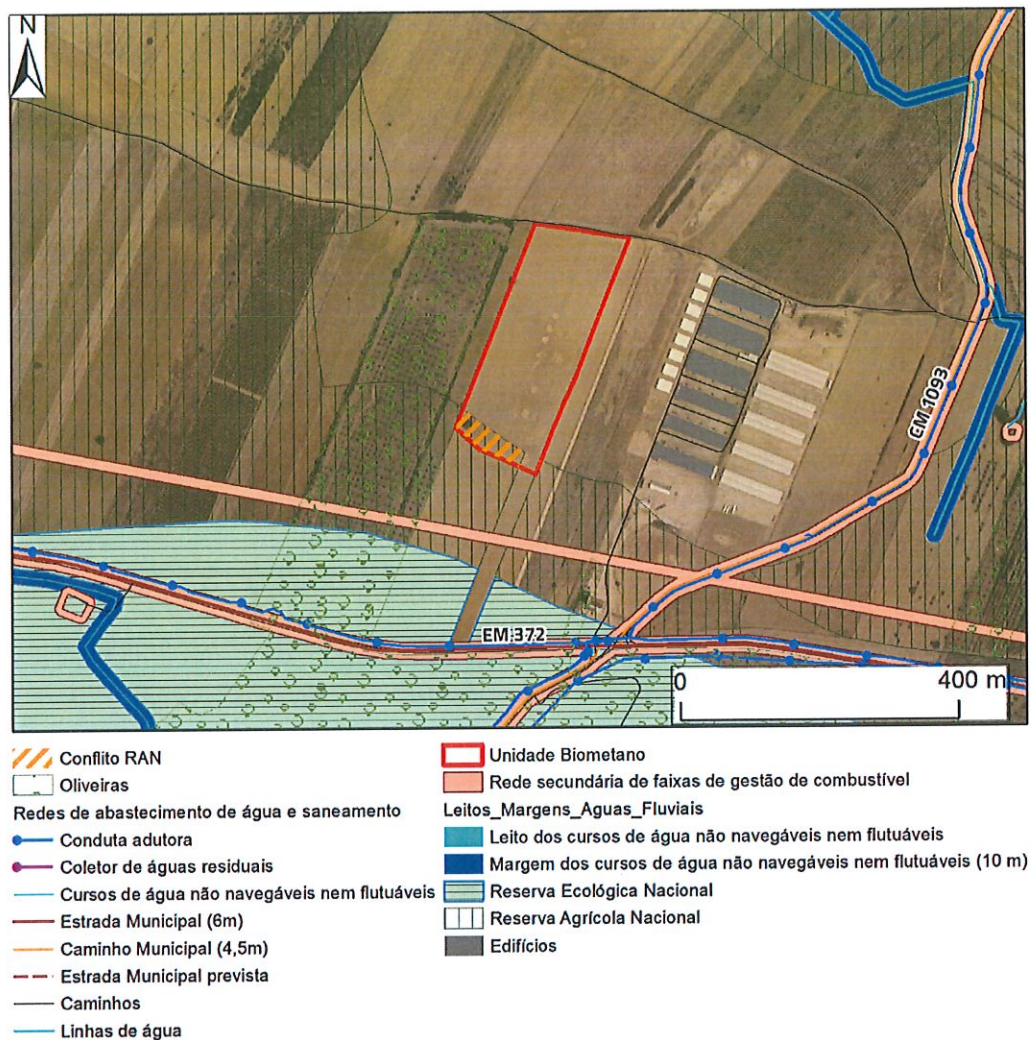 N
CM 1093
EM 372
0 400 m
Conflito RAN
Oliveiras
Redes de abastecimento de água e saneamento
Conduta adutora
Coletor de águas residuais
Cursos de água não navegáveis nem flutuáveis
Estrada Municipal (6m)
Caminho Municipal (4,5m)
Estrada Municipal prevista
Caminhos
Linhas de água
Unidade Biometano
Rede secundária de faixas de gestão de combustível
Leitos_Margens_Aguas_Fluviais
Leito dos cursos de água não navegáveis nem flutuáveis
Margem dos cursos de água não navegáveis nem flutuáveis (10 m)
Reserva Ecológica Nacional
Reserva Agrícola Nacional
Edifícios